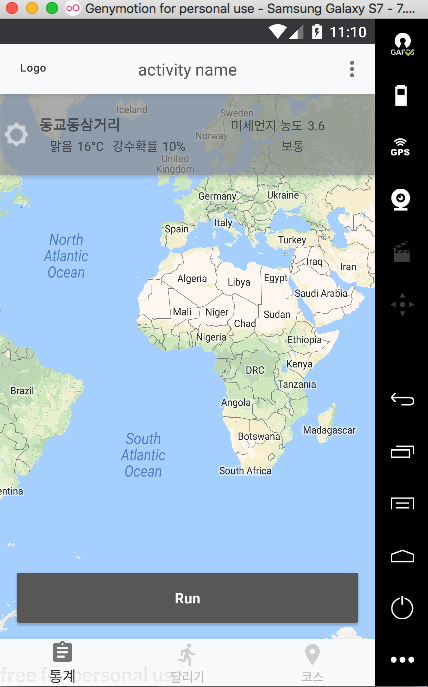 Genymotion for personal use - Samsung Galaxy S7 - 7....
11:10
Logo
activity name
GAPPS
GPS
Iceland
Sweden
Norway
United
Kingdom
동교동삼거리
미세먼지 농도 3.6
맑음 16°C 강수확률 10%
보통
Germany
Ukraine
Spain
Italy
Turkey
North
Atlantic
Ocean
Iraq
Iran
Algeria
Libya
Egypt
Saudi Arabia
Mali
Niger
Sudan
Chad
Nigeria
Ethiopia
DRC
Kenya
Tanzania
Brazil
Angola
Botswana
Madagascar
South
Atlantic
Ocean
South Africa
entina
Run
free for personal use
통계
달리기
코스